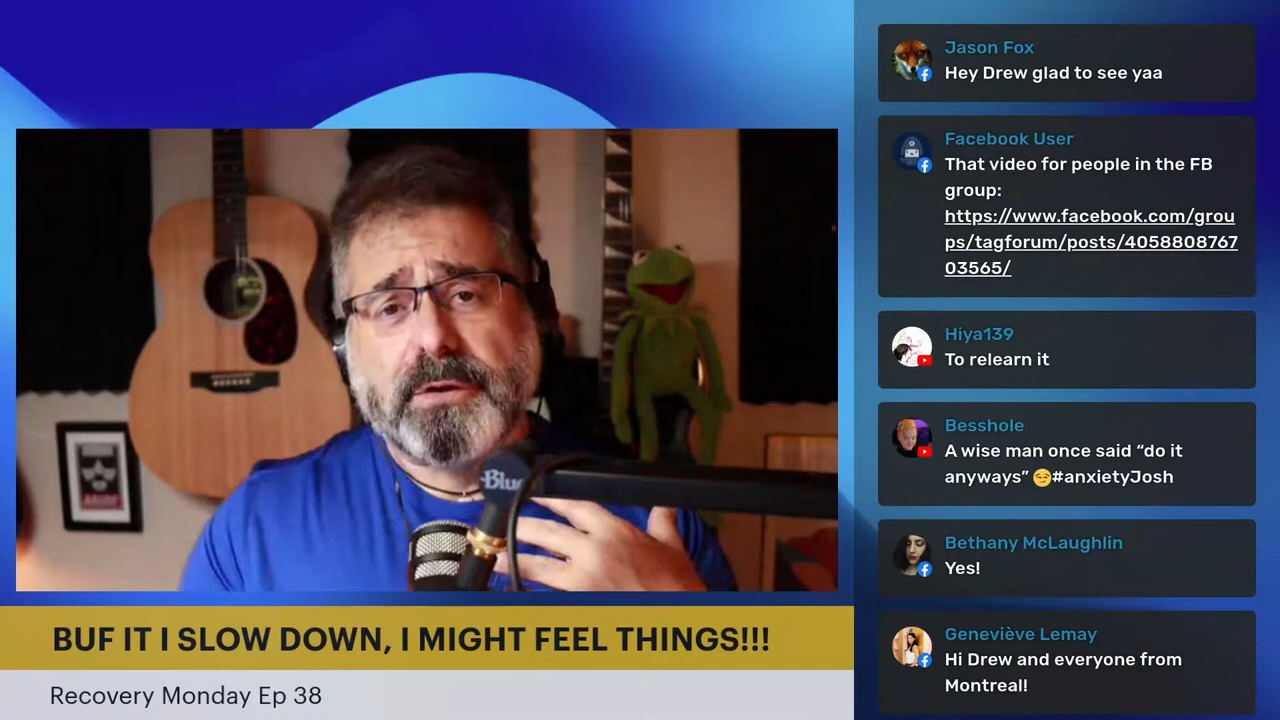 Jason Fox
Hey Drew glad to see yaa
Facebook User
That video for people in the FB
group:
https://www.facebook.com/grou
ps/tagforum/posts/4058808767
03565/
Hiya139
To relearn it
Besshole
A wise man once said “do it
anyways” 😏#anxietyJosh
Bethany McLaughlin
Yes!
Geneviève Lemay
Hi Drew and everyone from
Montreal!
Blue
BUF IT I SLOW DOWN, I MIGHT FEEL THINGS!!!
Recovery Monday Ep 38